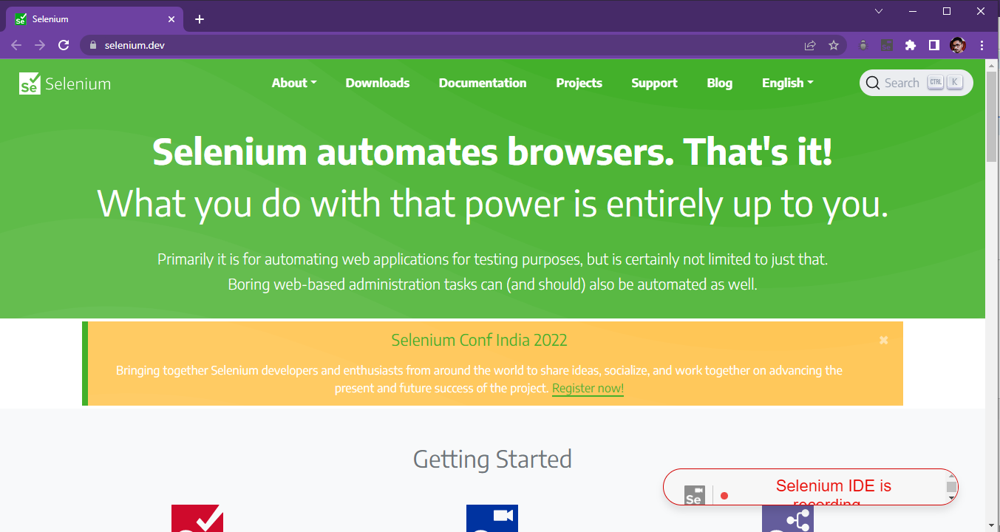 Se Selenium
selenium.dev
Se Selenium
About Downloads Documentation Projects Support Blog English
Search CTRL K
Selenium automates browsers. That's it!
What you do with that power is entirely up to you.
Primarily it is for automating web applications for testing purposes, but is certainly not limited to just that.
Boring web-based administration tasks can (and should) also be automated as well.
Selenium Conf India 2022
Bringing together Selenium developers and enthusiasts from around the world to share ideas, socialize, and work together on advancing the
present and future success of the project. Register now!
Getting Started
Se Selenium IDE is
recording